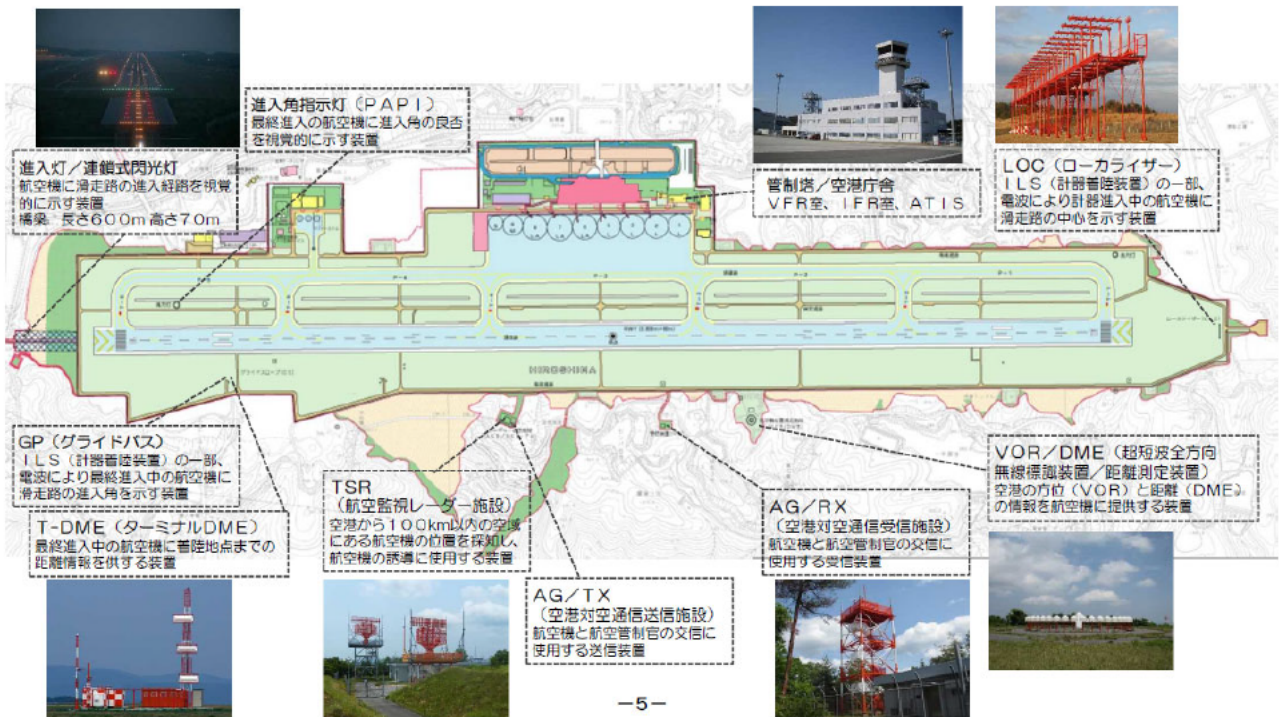 進入角指示灯（PAPI）
最終進入の航空機に進入角の良否
を視覚的に示す装置
進入灯／連鎖式閃光灯
航空機に滑走路の進入経路を視覚
的に示す装置
橋梁 長さ600m 高さ70m
管制塔／空港庁舎
VFR室、IFR室、ATIS
LOC（ローカライザー）
ILS（計器着陸装置）の一部、
電波により計器進入中の航空機に
滑走路の中心を示す装置
HIROSHIMA
GP（グライドパス）
ILS（計器着陸装置）の一部、
電波により最終進入中の航空機に
滑走路の進入角を示す装置
T-DME（ターミナルDME）
最終進入中の航空機に着陸地点までの
距離情報を供する装置
TSR
（航空監視レーダー施設）
空港から100km以内の空域
にある航空機の位置を探知し、
航空機の誘導に使用する装置
AG／TX
（空港対空通信送信施設）
航空機と航空管制官の交信に
使用する送信装置
AG／RX
（空港対空通信受信施設）
航空機と航空管制官の交信に
使用する受信装置
VOR／DME（超短波全方向
無線標識装置／距離測定装置）
空港の方位（VOR）と距離（DME）
の情報を航空機に提供する装置
－5－